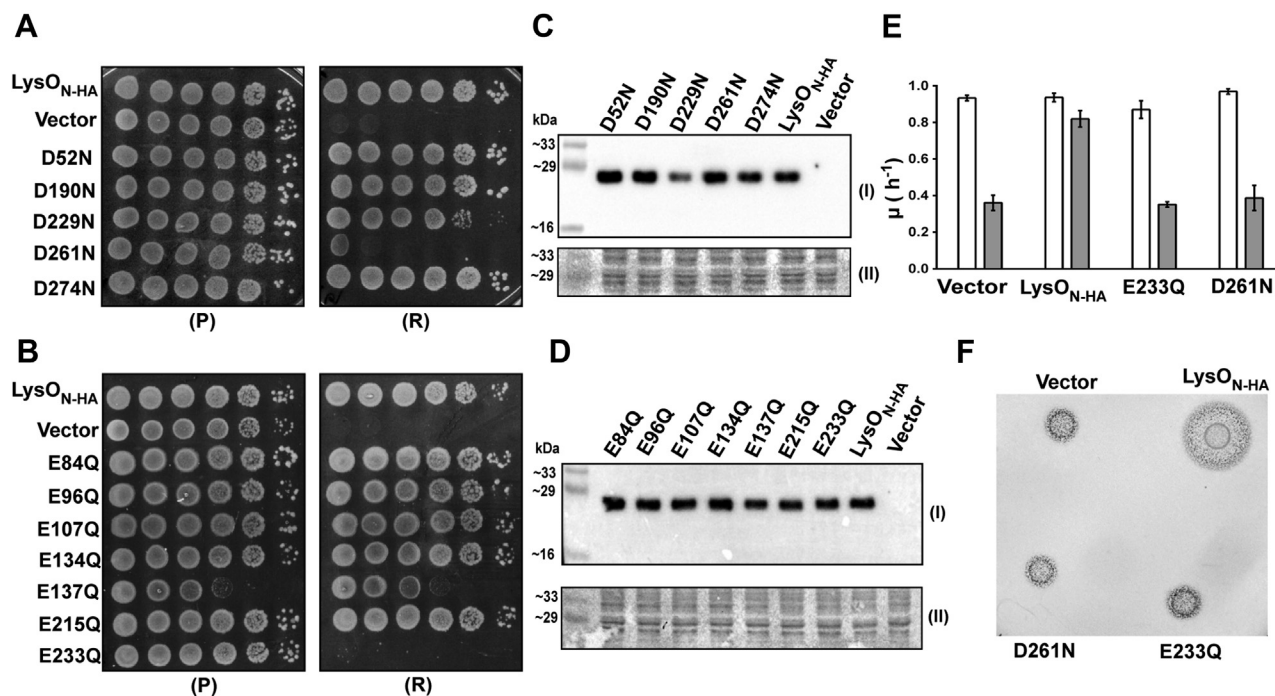 A
LysO N-HA
Vector
D52N
D190N
D229N
D261N
D274N
(P)
(R)
B
LysO N-HA
Vector
E84Q
E96Q
E107Q
E134Q
E137Q
E215Q
E233Q
(P)
(R)
C
D52N
D190N
D229N
D261N
D274N
LysO N-HA
Vector
kDa
~33
~29
~16
(I)
~33
~29
(II)
D
E84Q
E96Q
E107Q
E134Q
E137Q
E215Q
E233Q
LysO N-HA
Vector
kDa
~33
~29
~16
(I)
~33
~29
(II)
E
μ ( h⁻¹)
1.0
0.8
0.6
0.4
0.2
0.0
Vector
LysO N-HA
E233Q
D261N
F
Vector
LysO N-HA
D261N
E233Q